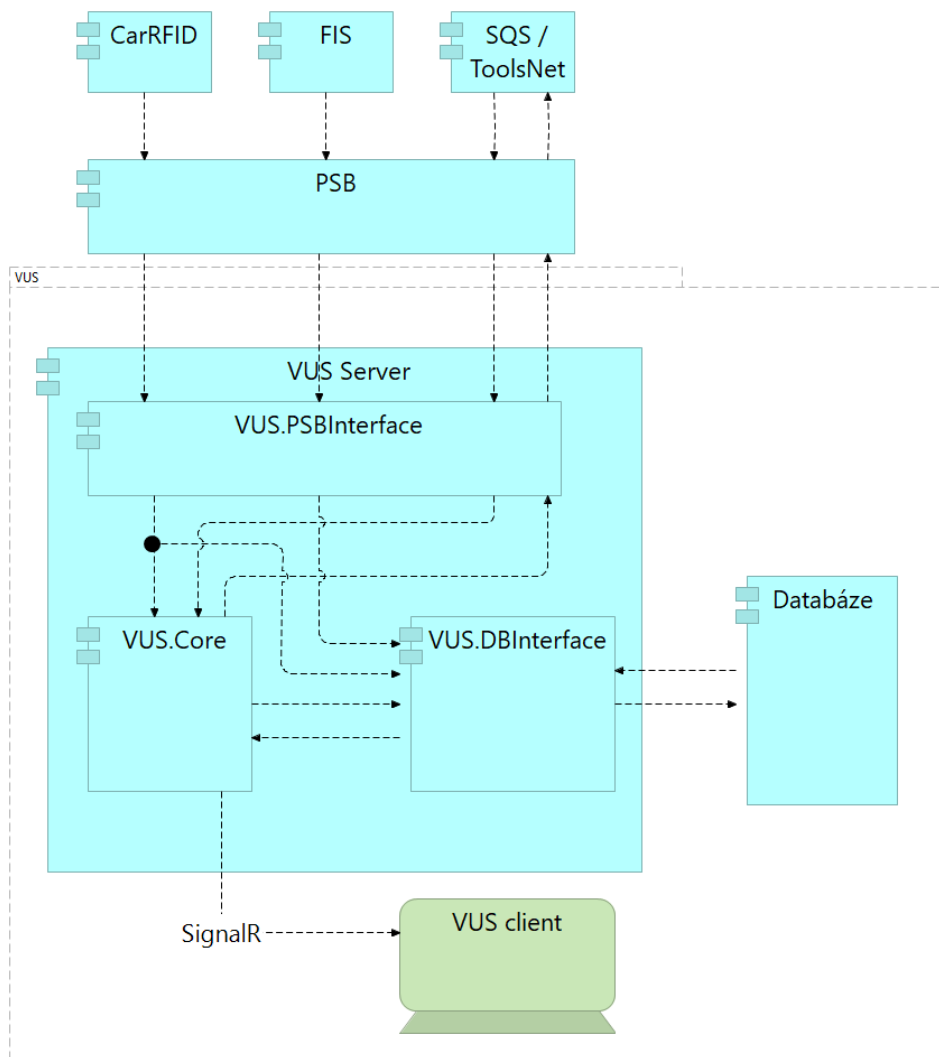 CarRFID
FIS
SQS /
ToolsNet
PSB
VUS
VUS Server
VUS.PSBInterface
VUS.Core
VUS.DBInterface
Databáze
SignalR
VUS client